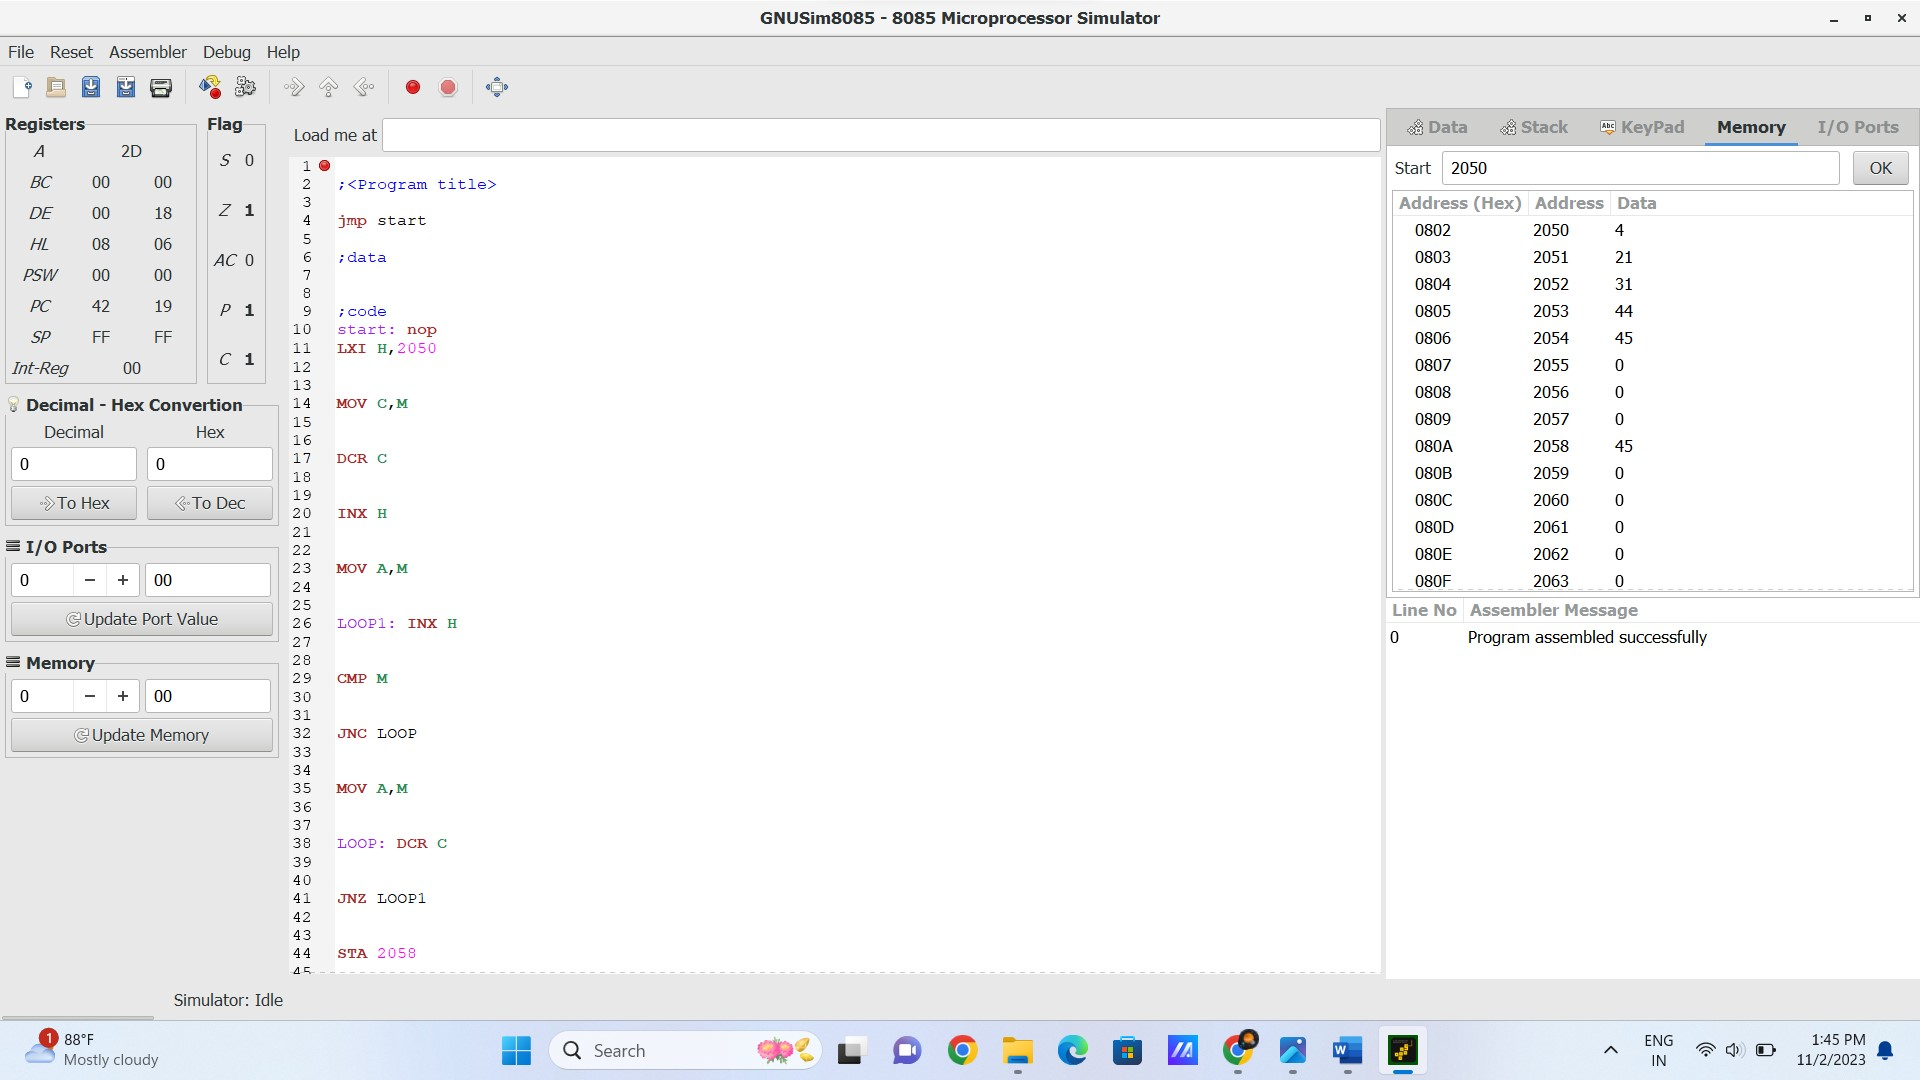 GNUSim8085 - 8085 Microprocessor Simulator
File Reset Assembler Debug Help
Registers
A 2D
BC 00 00
DE 00 18
HL 08 06
PSW 00 00
PC 42 19
SP FF FF
Int-Reg 00
Flag
S 0
Z 1
AC 0
P 1
C 1
Decimal - Hex Convertion
Decimal Hex
0 0
To Hex To Dec
I/O Ports
0 − + 00
Update Port Value
Memory
0 − + 00
Update Memory
Load me at
1
2 ;<Program title>
3
4 jmp start
5
6 ;data
7
8
9 ;code
10 start: nop
11 LXI H,2050
12
13
14 MOV C,M
15
16
17 DCR C
18
19
20 INX H
21
22
23 MOV A,M
24
25
26 LOOP1: INX H
27
28
29 CMP M
30
31
32 JNC LOOP
33
34
35 MOV A,M
36
37
38 LOOP: DCR C
39
40
41 JNZ LOOP1
42
43
44 STA 2058
45
Data Stack Abc KeyPad Memory I/O Ports
Start 2050 OK
Address (Hex) Address Data
0802 2050 4
0803 2051 21
0804 2052 31
0805 2053 44
0806 2054 45
0807 2055 0
0808 2056 0
0809 2057 0
080A 2058 45
080B 2059 0
080C 2060 0
080D 2061 0
080E 2062 0
080F 2063 0
Line No Assembler Message
0 Program assembled successfully
Simulator: Idle
1 88°F
Mostly cloudy
Search
ENG
IN
1:45 PM
11/2/2023